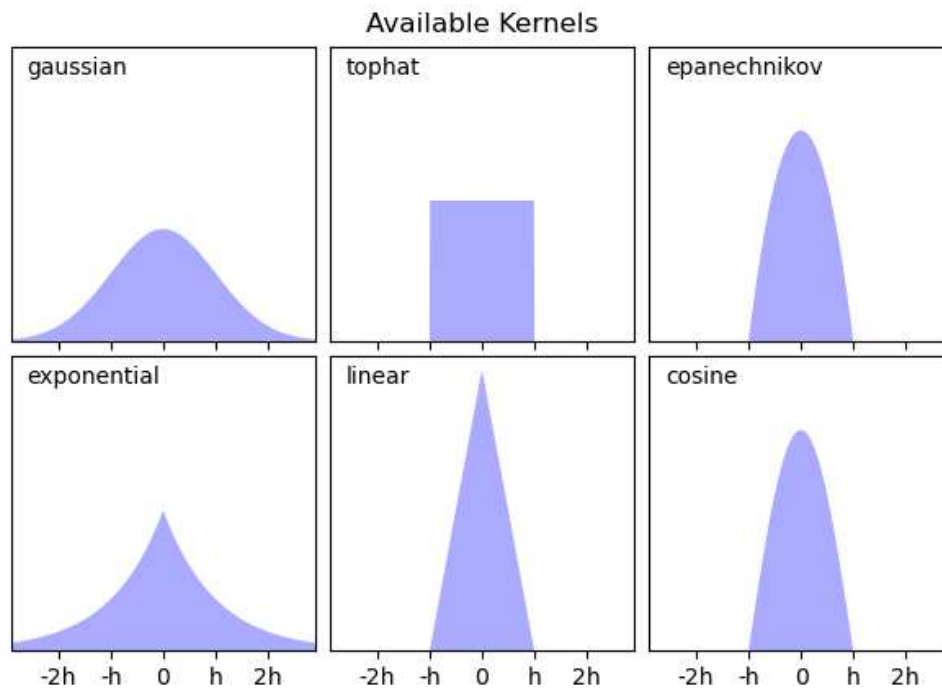 Available Kernels
gaussian
tophat
epanechnikov
exponential
linear
cosine
-2h -h 0 h 2h
-2h -h 0 h 2h
-2h -h 0 h 2h